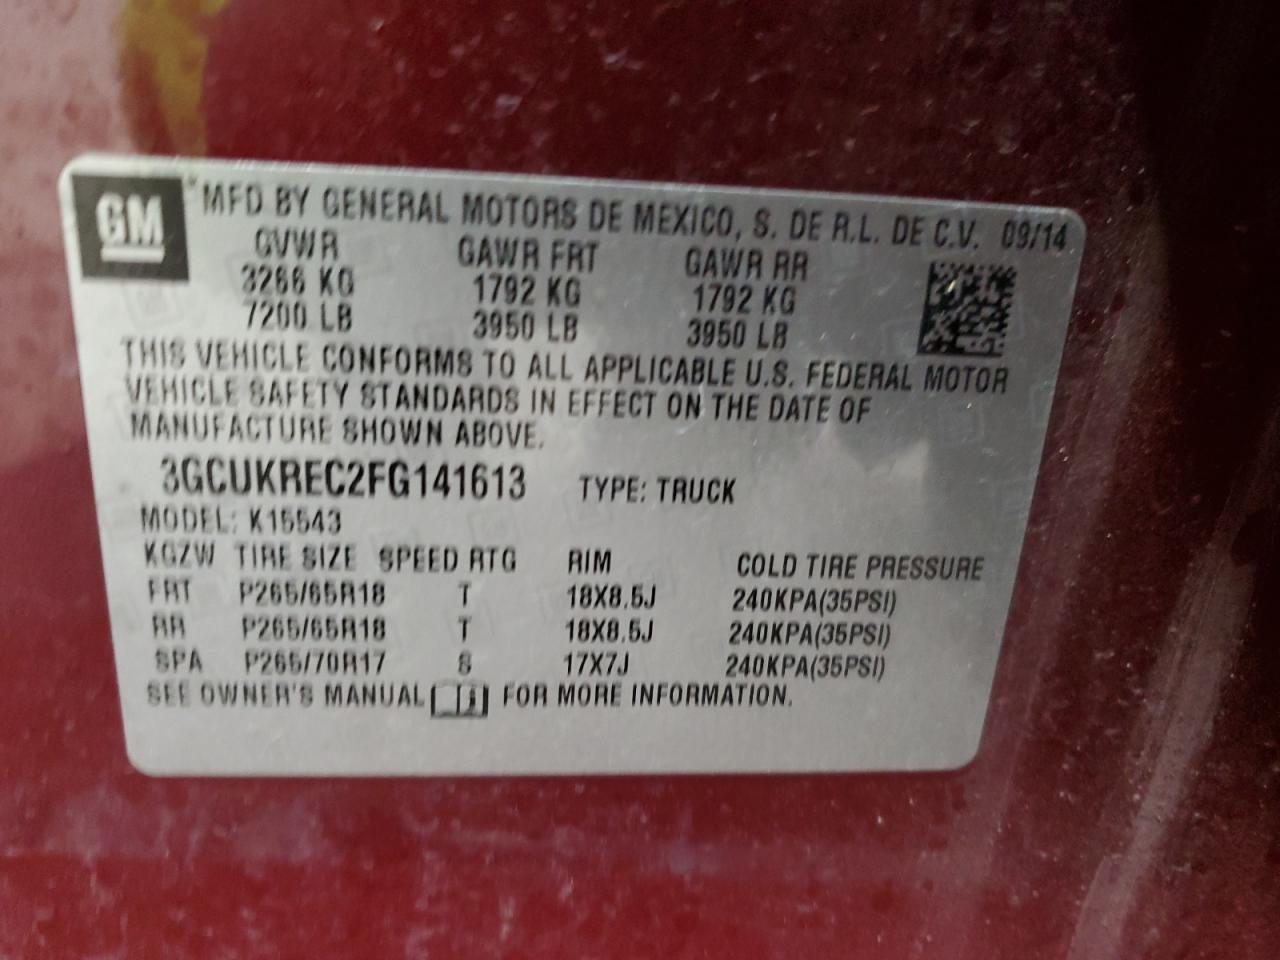 GM MFD BY GENERAL MOTORS DE MEXICO, S. DE R.L. DE C.V. 09/14
GVWR GAWR FRT GAWR RR
3266 KG 1792 KG 1792 KG
7200 LB 3950 LB 3950 LB
THIS VEHICLE CONFORMS TO ALL APPLICABLE U.S. FEDERAL MOTOR
VEHICLE SAFETY STANDARDS IN EFFECT ON THE DATE OF
MANUFACTURE SHOWN ABOVE.
3GCUKREC2FG141613 TYPE: TRUCK
MODEL: K15543
KGZW TIRE SIZE SPEED RTG RIM COLD TIRE PRESSURE
FRT P265/65R18 T 18X8.5J 240KPA(35PSI)
RR P265/65R18 T 18X8.5J 240KPA(35PSI)
SPA P265/70R17 S 17X7J 240KPA(35PSI)
SEE OWNER'S MANUAL FOR MORE INFORMATION.